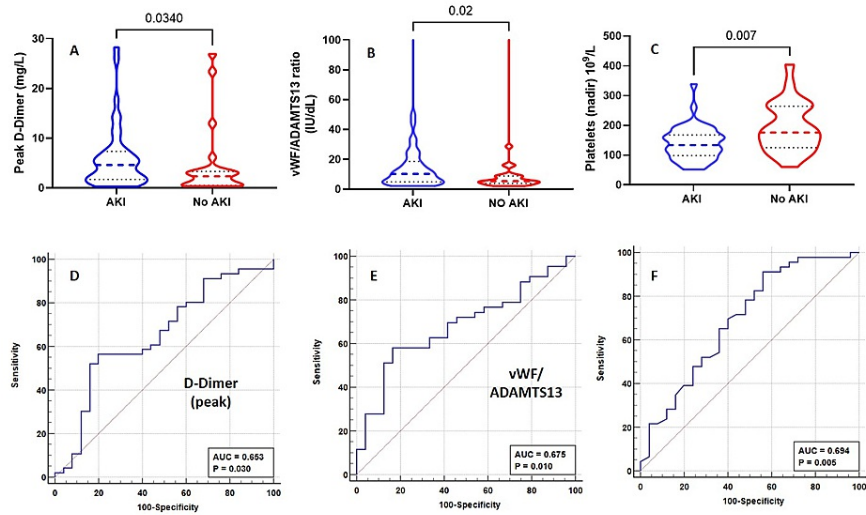 0.0340
A
Peak D-Dimer (mg/L)
30
20
10
0
AKI
No AKI
0.02
B
vWF/ADAMTS13 ratio
(IU/dL)
100
80
60
40
20
0
AKI
NO AKI
0.007
C
Platelets (nadir) 10⁹/L
500
400
300
200
100
0
AKI
No AKI
D
Sensitivity
100
80
60
40
20
0
D-Dimer
(peak)
AUC = 0.653
P = 0.030
0 20 40 60 80 100
100-Specificity
E
Sensitivity
100
80
60
40
20
0
vWF/
ADAMTS13
AUC = 0.675
P = 0.010
0 20 40 60 80 100
100-Specificity
F
Sensitivity
100
80
60
40
20
0
AUC = 0.694
P = 0.005
0 20 40 60 80 100
100-Specificity